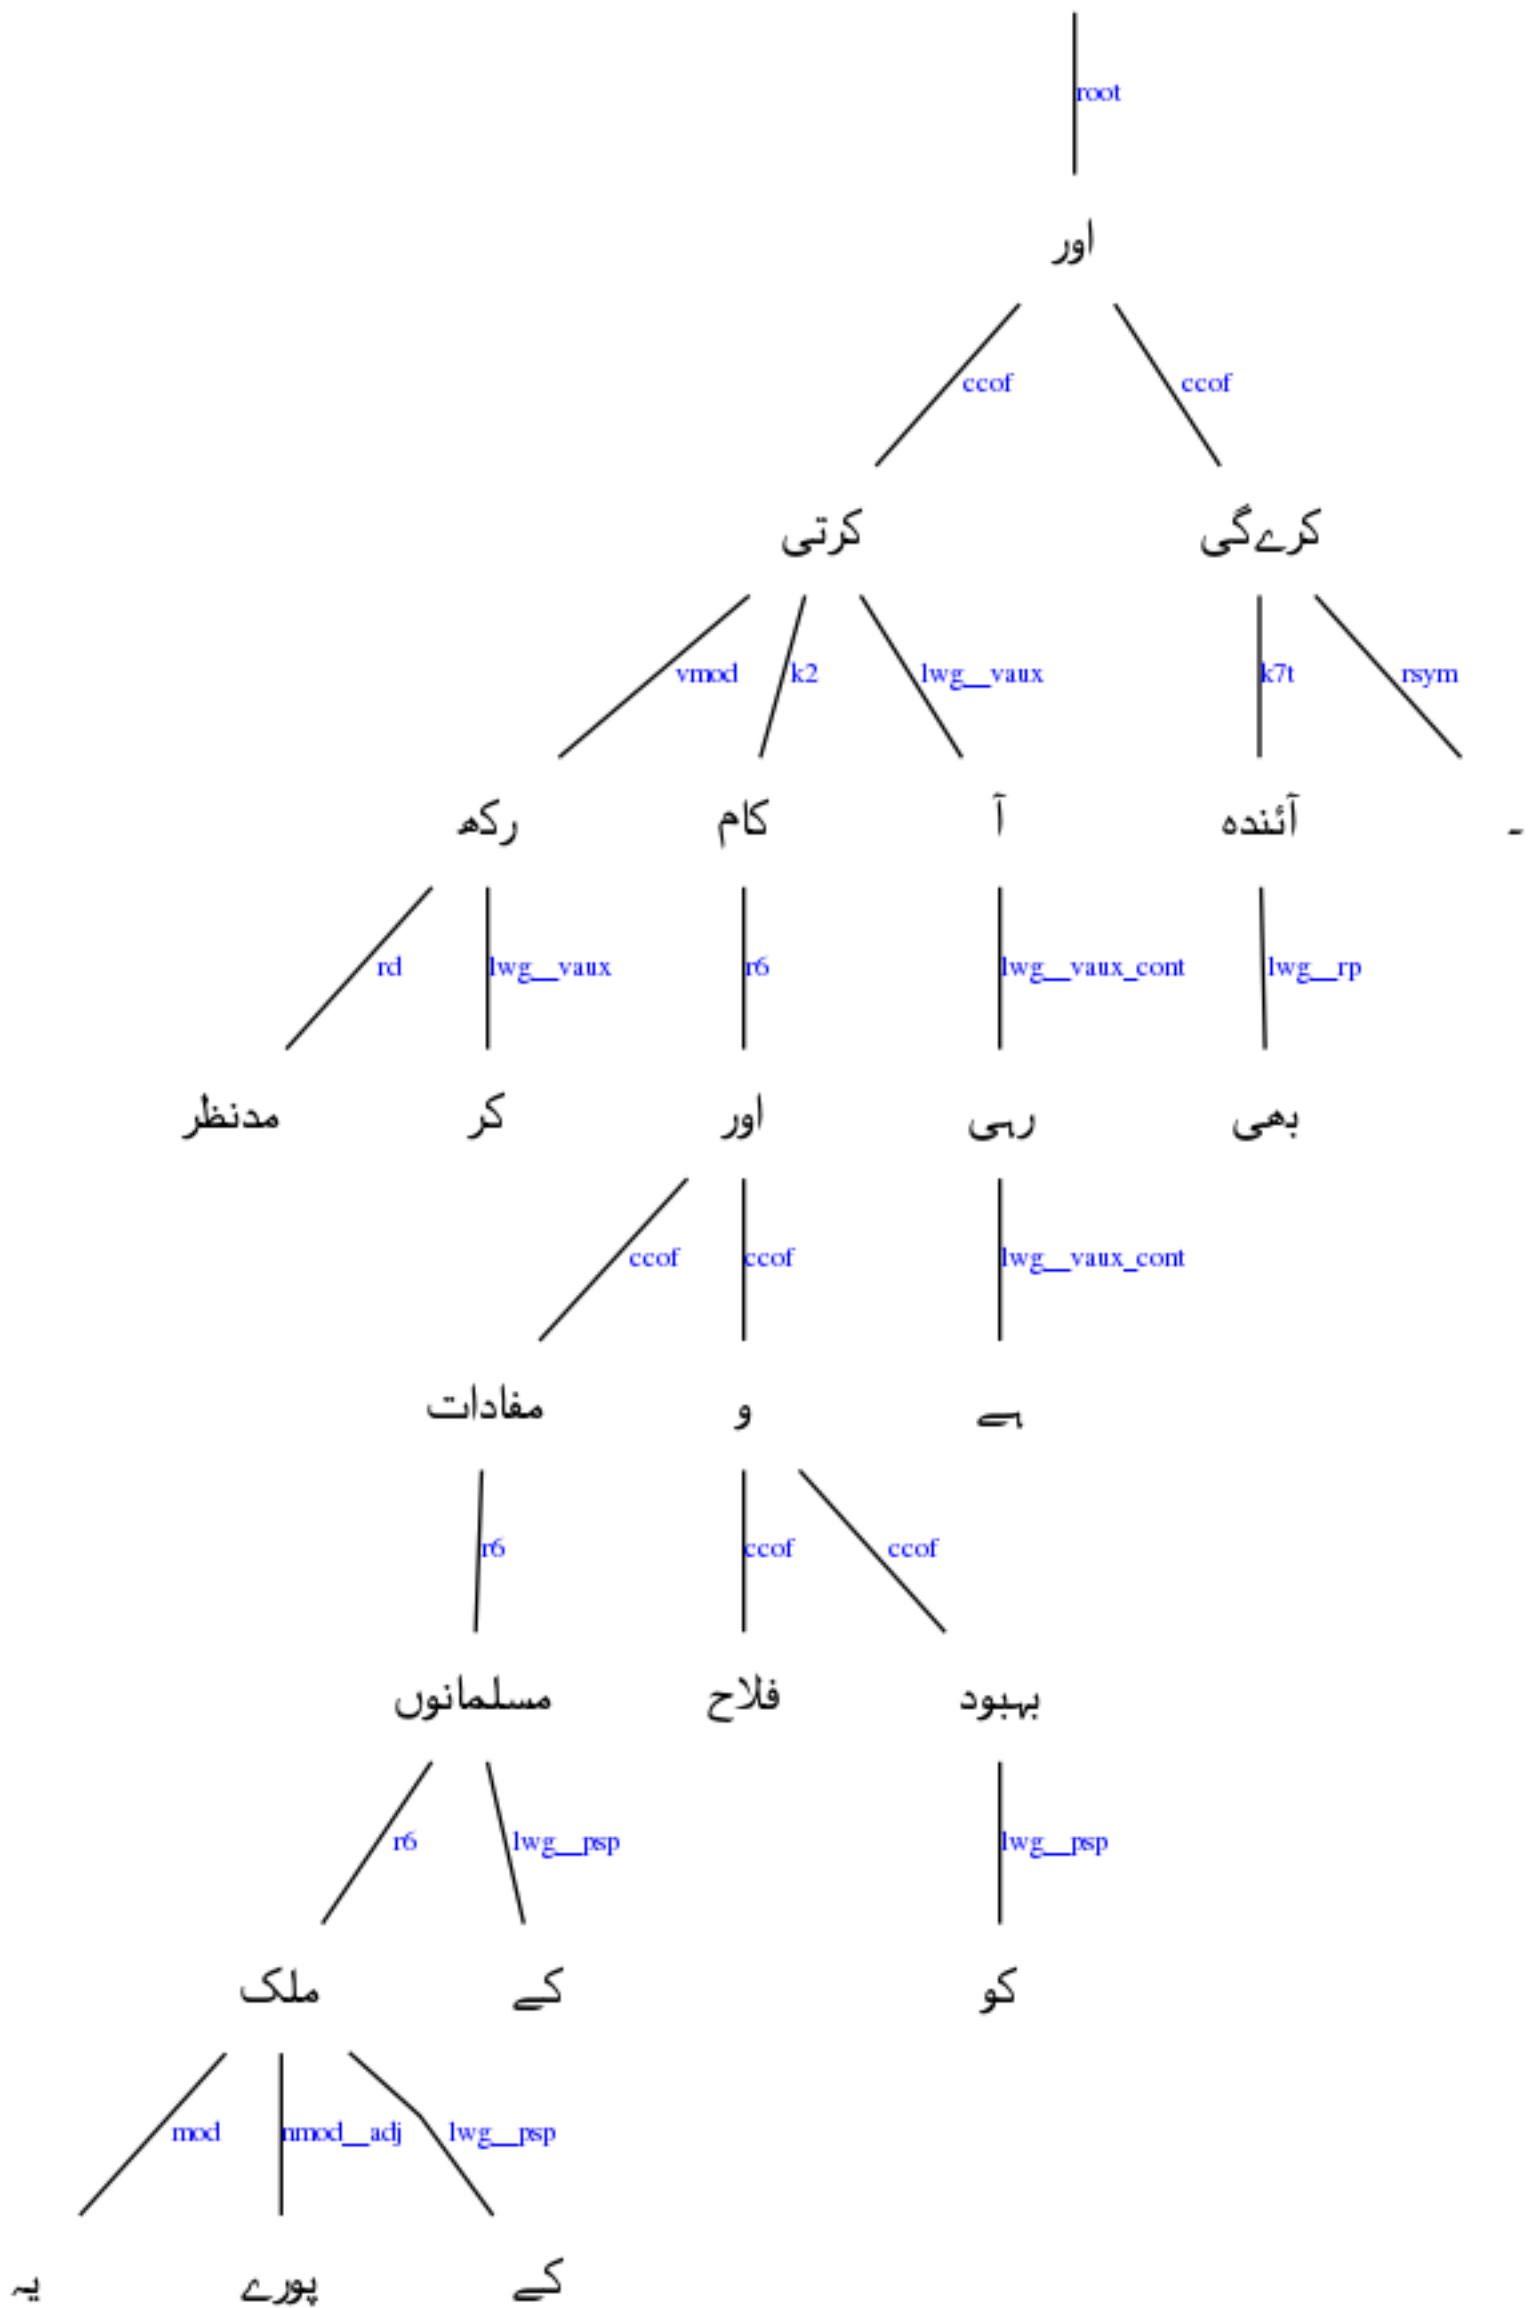 root
اور
ccof ccof
کرتی کرےگی
vmod k2 lwg__vaux k7t rsym
رکھ کام آ آئندہ ۔
rd lwg__vaux r6 lwg__vaux_cont lwg__rp
مدنظر کر اور رہی بھی
ccof ccof lwg__vaux_cont
مفادات و ہے
r6 ccof ccof
مسلمانوں فلاح بہبود
r6 lwg__psp lwg__psp
ملک کے کو
mod nmod__adj lwg__psp
یہ پورے کے